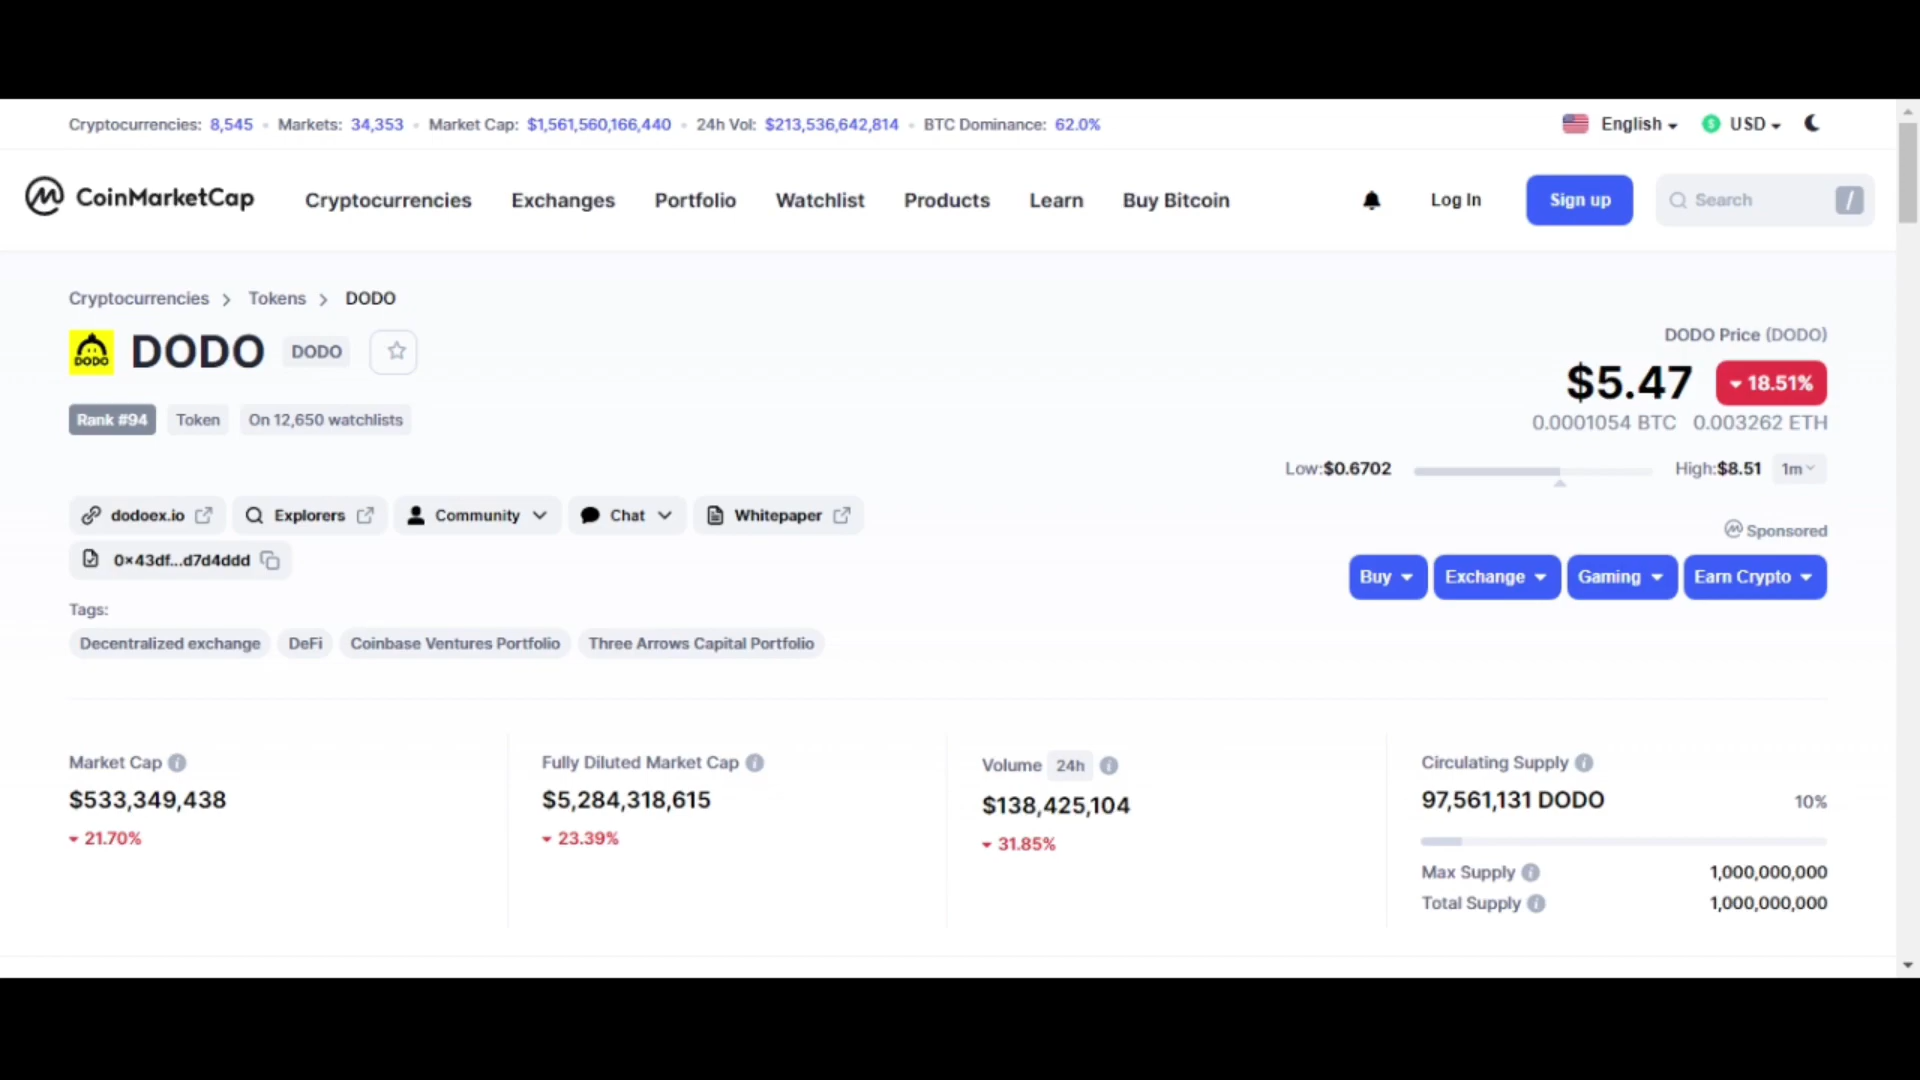 Cryptocurrencies: 8,545 • Markets: 34,353 • Market Cap: $1,561,560,166,440 • 24h Vol: $213,536,642,814 • BTC Dominance: 62.0% English USD
CoinMarketCap Cryptocurrencies Exchanges Portfolio Watchlist Products Learn Buy Bitcoin Log In Sign up Search /
Cryptocurrencies > Tokens > DODO
DODO DODO DODO
Rank #94 Token On 12,650 watchlists
DODO Price (DODO)
$5.47 18.51%
0.0001054 BTC 0.003262 ETH
Low:$0.6702 High:$8.51 1m
dodoex.io Explorers Community Chat Whitepaper
0×43df...d7d4ddd
Sponsored
Buy Exchange Gaming Earn Crypto
Tags:
Decentralized exchange DeFi Coinbase Ventures Portfolio Three Arrows Capital Portfolio
Market Cap
$533,349,438
21.70%
Fully Diluted Market Cap
$5,284,318,615
23.39%
Volume 24h
$138,425,104
31.85%
Circulating Supply
97,561,131 DODO 10%
Max Supply 1,000,000,000
Total Supply 1,000,000,000